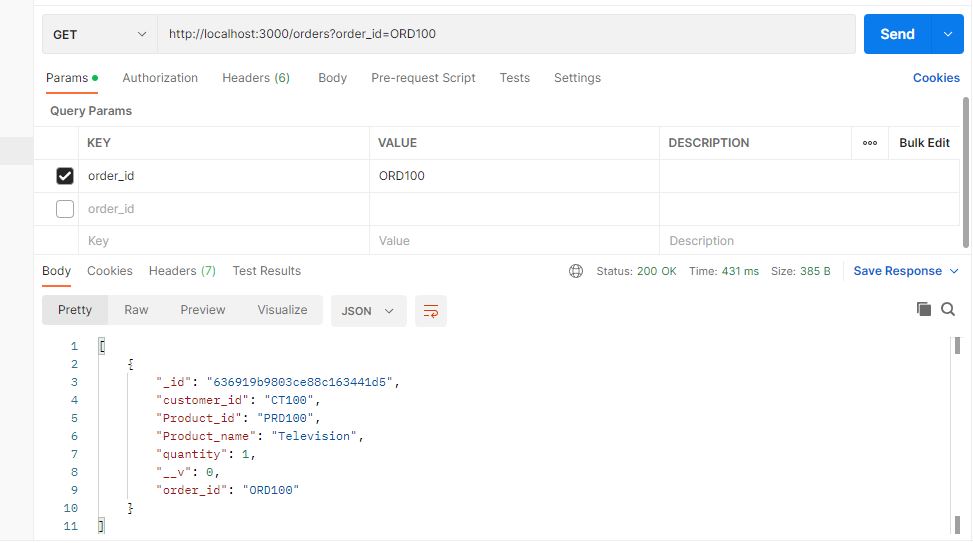 GET http://localhost:3000/orders?order_id=ORD100 Send
Params Authorization Headers (6) Body Pre-request Script Tests Settings Cookies
Query Params
KEY VALUE DESCRIPTION ooo Bulk Edit
order_id ORD100
order_id
Key Value Description
Body Cookies Headers (7) Test Results Status: 200 OK Time: 431 ms Size: 385 B Save Response
Pretty Raw Preview Visualize JSON
1 [
2 {
3 "_id": "636919b9803ce88c163441d5",
4 "customer_id": "CT100",
5 "Product_id": "PRD100",
6 "Product_name": "Television",
7 "quantity": 1,
8 "__v": 0,
9 "order_id": "ORD100"
10 }
11 ]